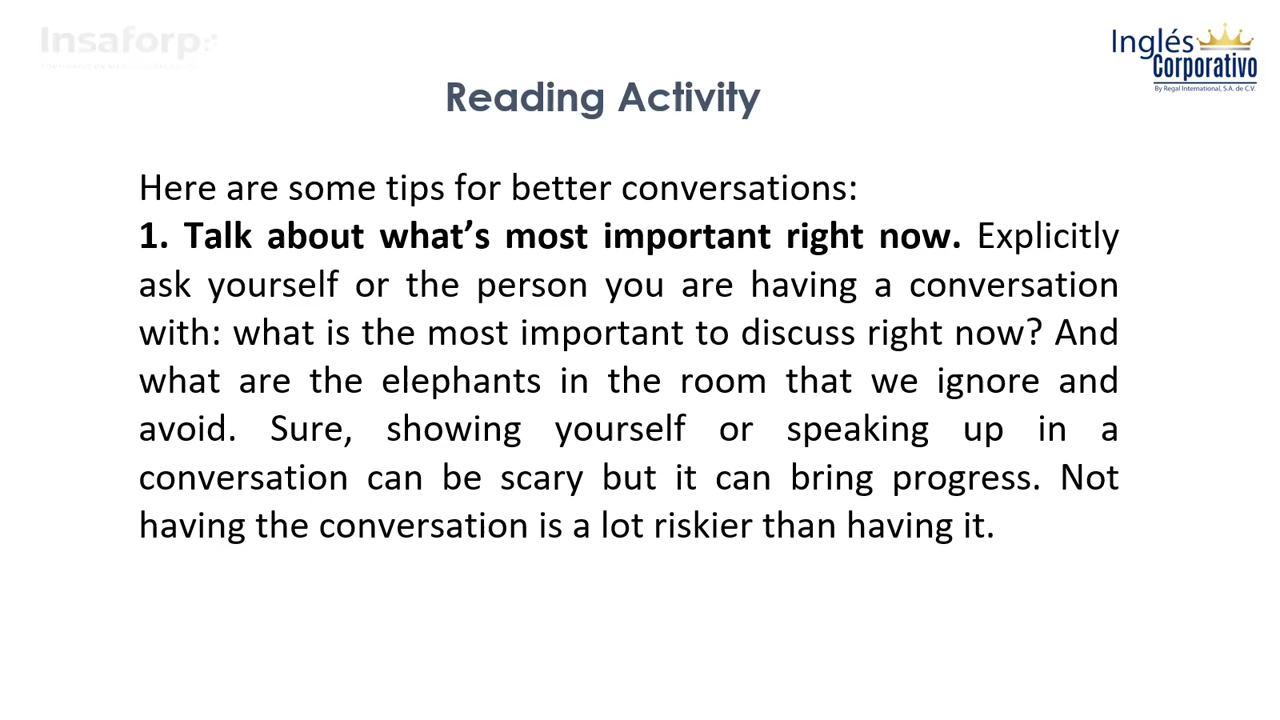 Insaforp
Inglés
Corporativo
By Regal International, S.A. de C.V.
Reading Activity
Here are some tips for better conversations:
1. Talk about what’s most important right now. Explicitly
ask yourself or the person you are having a conversation
with: what is the most important to discuss right now? And
what are the elephants in the room that we ignore and
avoid. Sure, showing yourself or speaking up in a
conversation can be scary but it can bring progress. Not
having the conversation is a lot riskier than having it.